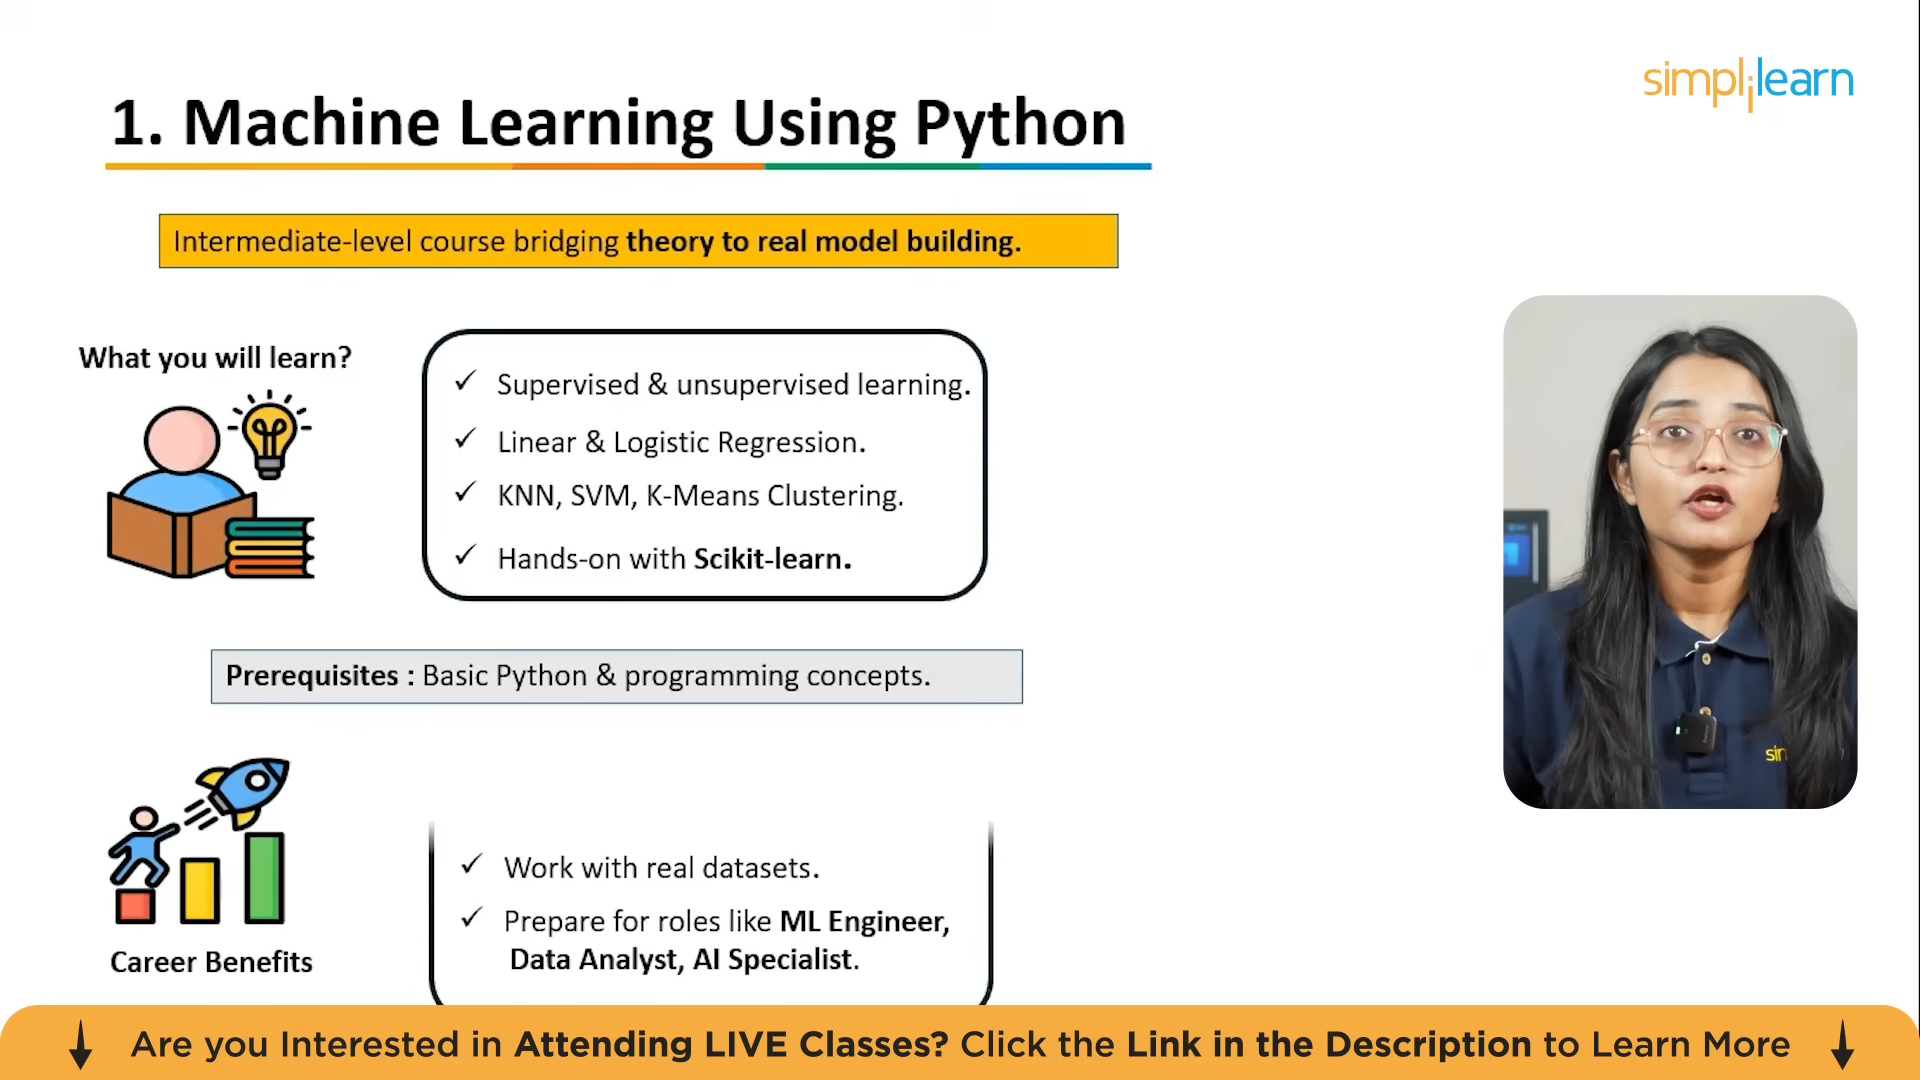 simplilearn
1. Machine Learning Using Python
Intermediate-level course bridging theory to real model building.
What you will learn?
✓ Supervised & unsupervised learning.
✓ Linear & Logistic Regression.
✓ KNN, SVM, K-Means Clustering.
✓ Hands-on with Scikit-learn.
Prerequisites : Basic Python & programming concepts.
✓ Work with real datasets.
✓ Prepare for roles like ML Engineer,
Data Analyst, AI Specialist.
Career Benefits
sim
Are you Interested in Attending LIVE Classes? Click the Link in the Description to Learn More